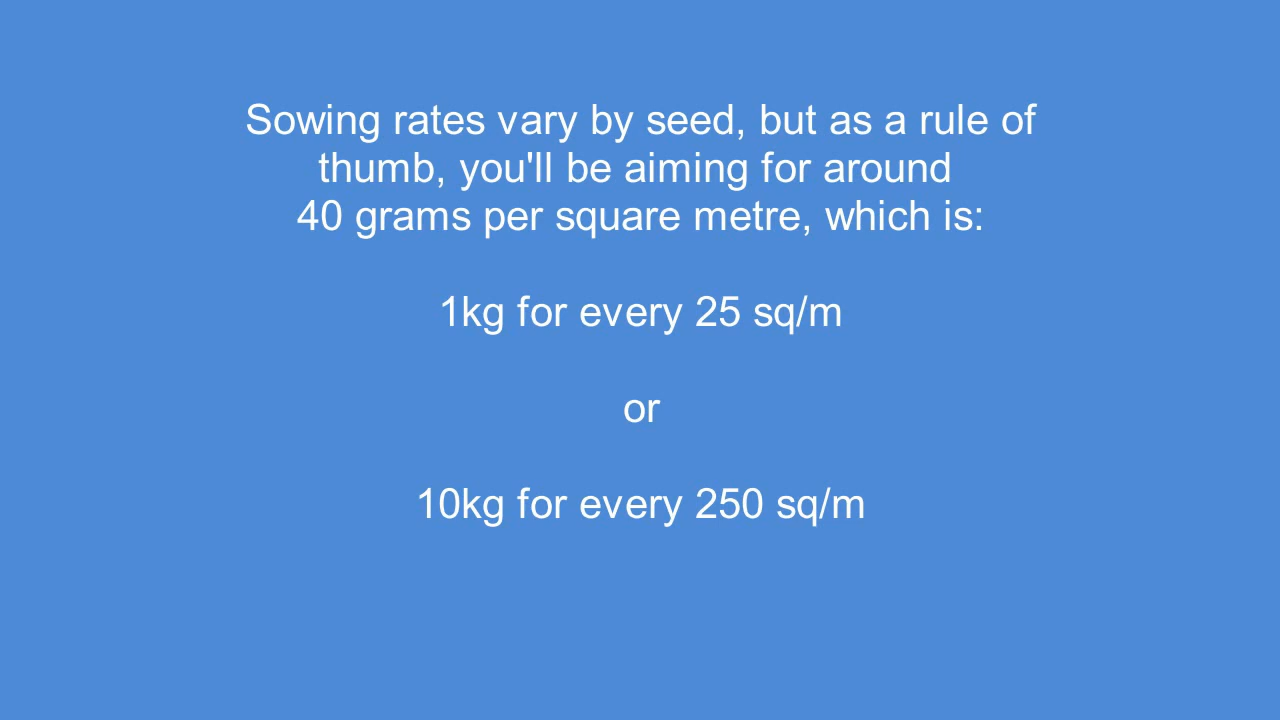 Sowing rates vary by seed, but as a rule of
thumb, you'll be aiming for around
40 grams per square metre, which is:
1kg for every 25 sq/m
or
10kg for every 250 sq/m